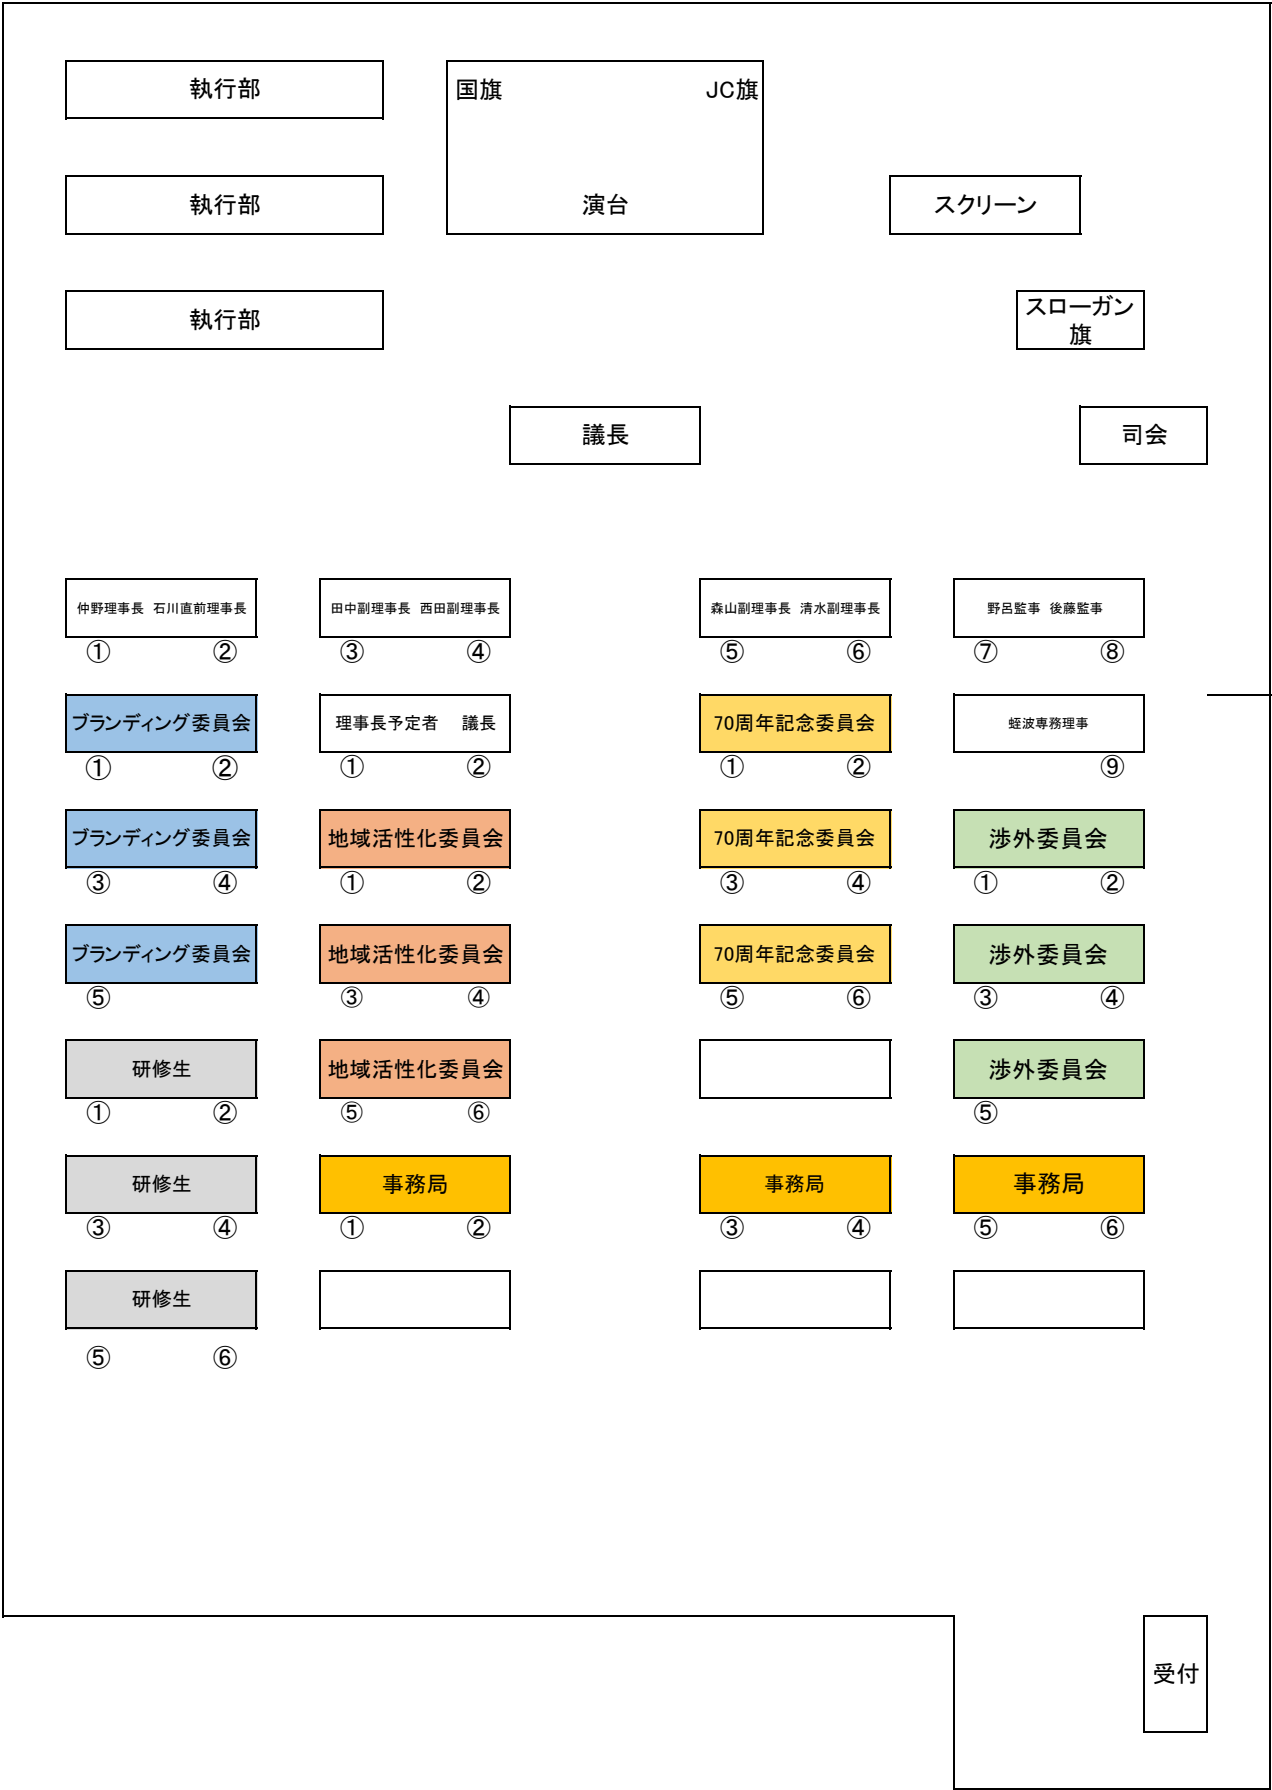 執行部
国旗 JC旗
執行部
演台
スクリーン
執行部
スローガン
旗
議長
司会
仲野理事長 石川直前理事長
田中副理事長 西田副理事長
森山副理事長 清水副理事長
野呂監事 後藤監事
① ② ③ ④ ⑤ ⑥ ⑦ ⑧
ブランディング委員会
理事長予定者 議長
70周年記念委員会
蛭波専務理事
① ② ① ② ① ② ⑨
ブランディング委員会
地域活性化委員会
70周年記念委員会
渉外委員会
③ ④ ① ② ③ ④ ① ②
ブランディング委員会
地域活性化委員会
70周年記念委員会
渉外委員会
⑤ ③ ④ ⑤ ⑥ ③ ④
研修生
地域活性化委員会
渉外委員会
① ② ⑤ ⑥ ⑤
研修生
事務局
事務局
事務局
③ ④ ① ② ③ ④ ⑤ ⑥
研修生
⑤ ⑥
受付